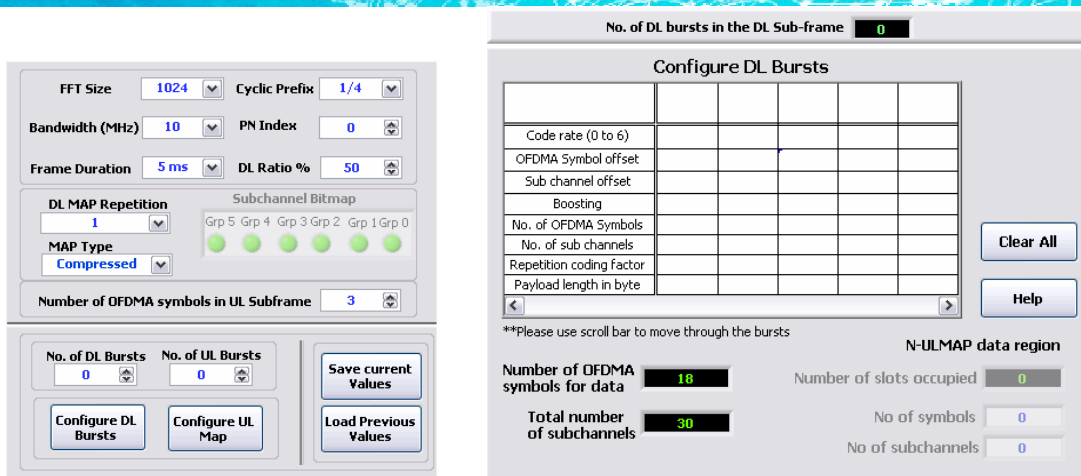 FFT Size 1024 Cyclic Prefix 1/4
Bandwidth (MHz) 10 PN Index 0
Frame Duration 5 ms DL Ratio % 50
DL MAP Repetition
1
MAP Type
Compressed
Subchannel Bitmap
Grp 5 Grp 4 Grp 3 Grp 2 Grp 1 Grp 0
Number of OFDMA symbols in UL Subframe 3
No. of DL Bursts No. of UL Bursts
0 0
Configure DL
Bursts
Configure UL
Map
Save current
Values
Load Previous
Values
No. of DL bursts in the DL Sub-frame 0
Configure DL Bursts
Code rate (0 to 6)
OFDMA Symbol offset
Sub channel offset
Boosting
No. of OFDMA Symbols
No. of sub channels
Repetition coding factor
Payload length in byte
Clear All
Help
**Please use scroll bar to move through the bursts
Number of OFDMA
symbols for data 18
Total number
of subchannels 30
N-ULMAP data region
Number of slots occupied 0
No of symbols 0
No of subchannels 0